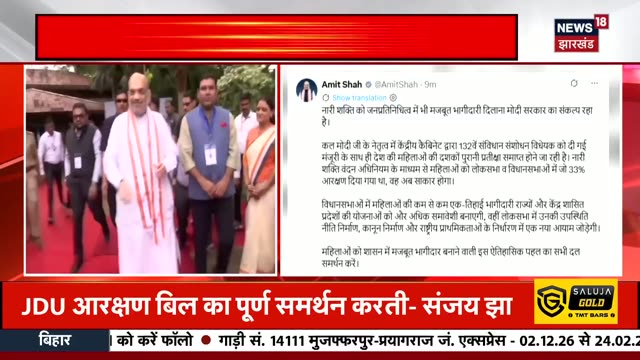 NEWS 18
झारखंड
Amit Shah @AmitShah · 9m
Show translation
नारी शक्ति को जनप्रतिनिधित्व में भी मजबूत भागीदारी दिलाना मोदी सरकार का संकल्प रहा
है।
कल मोदी जी के नेतृत्व में केंद्रीय कैबिनेट द्वारा 132वें संविधान संशोधन विधेयक को दी गई
मंजूरी के साथ ही देश की महिलाओं की दशकों पुरानी प्रतीक्षा समाप्त होने जा रही है। नारी
शक्ति वंदन अधिनियम के माध्यम से महिलाओं को लोकसभा व विधानसभाओं में जो 33%
आरक्षण दिया गया था, वह अब साकार होगा।
विधानसभाओं में महिलाओं की कम से कम एक-तिहाई भागीदारी राज्यों और केंद्र शासित
प्रदेशों की योजनाओं को और अधिक समावेशी बनाएगी, वहीं लोकसभा में उनकी उपस्थिति
नीति निर्माण, कानून निर्माण और राष्ट्रीय प्राथमिकताओं के निर्धारण में एक नया आयाम जोड़ेगी।
महिलाओं को शासन में मजबूत भागीदार बनाने वाली इस ऐतिहासिक पहल का सभी दल
समर्थन करें।
JDU आरक्षण बिल का पूर्ण समर्थन करती- संजय झा
SALUJA
GOLD
TMT BARS
बिहार
को करें फॉलो • गाड़ी सं. 14111 मुजफ्फरपुर-प्रयागराज जं. एक्सप्रेस - 02.12.26 से 24.02.2